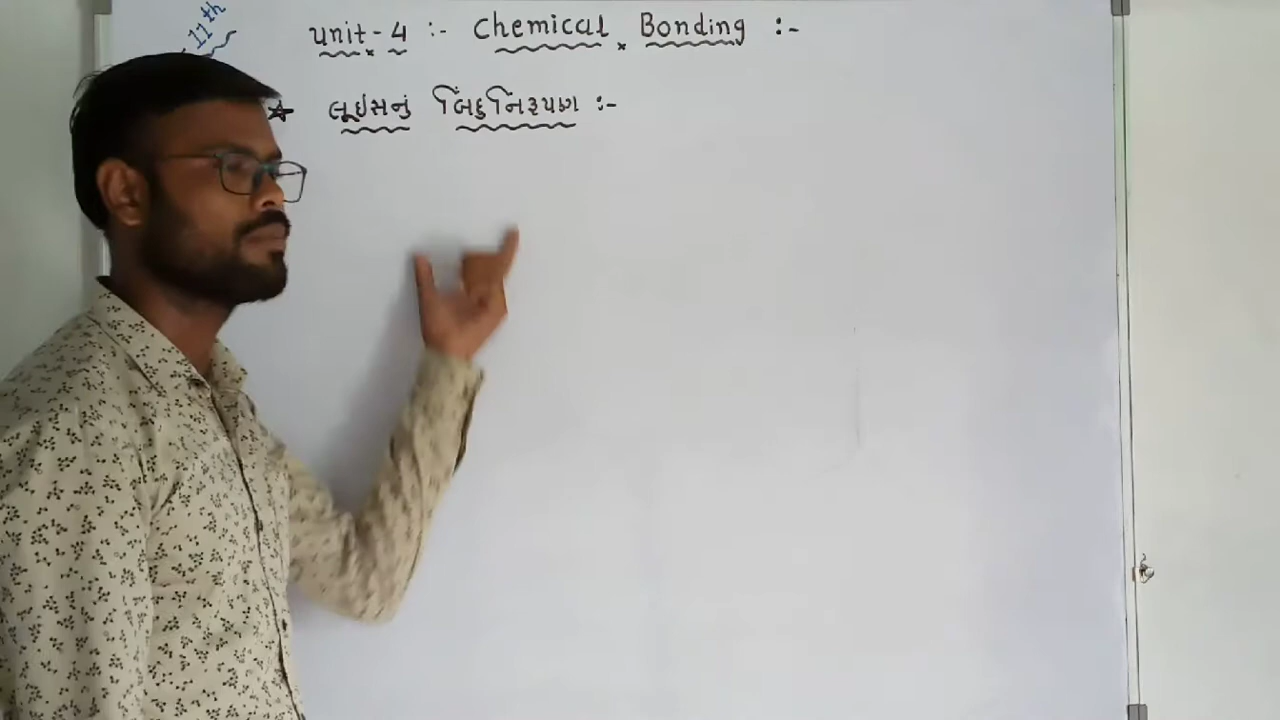 11th
Unit-4 :- Chemical Bonding :-
★ લૂઇસનું બિંદુનિરૂપણ :-